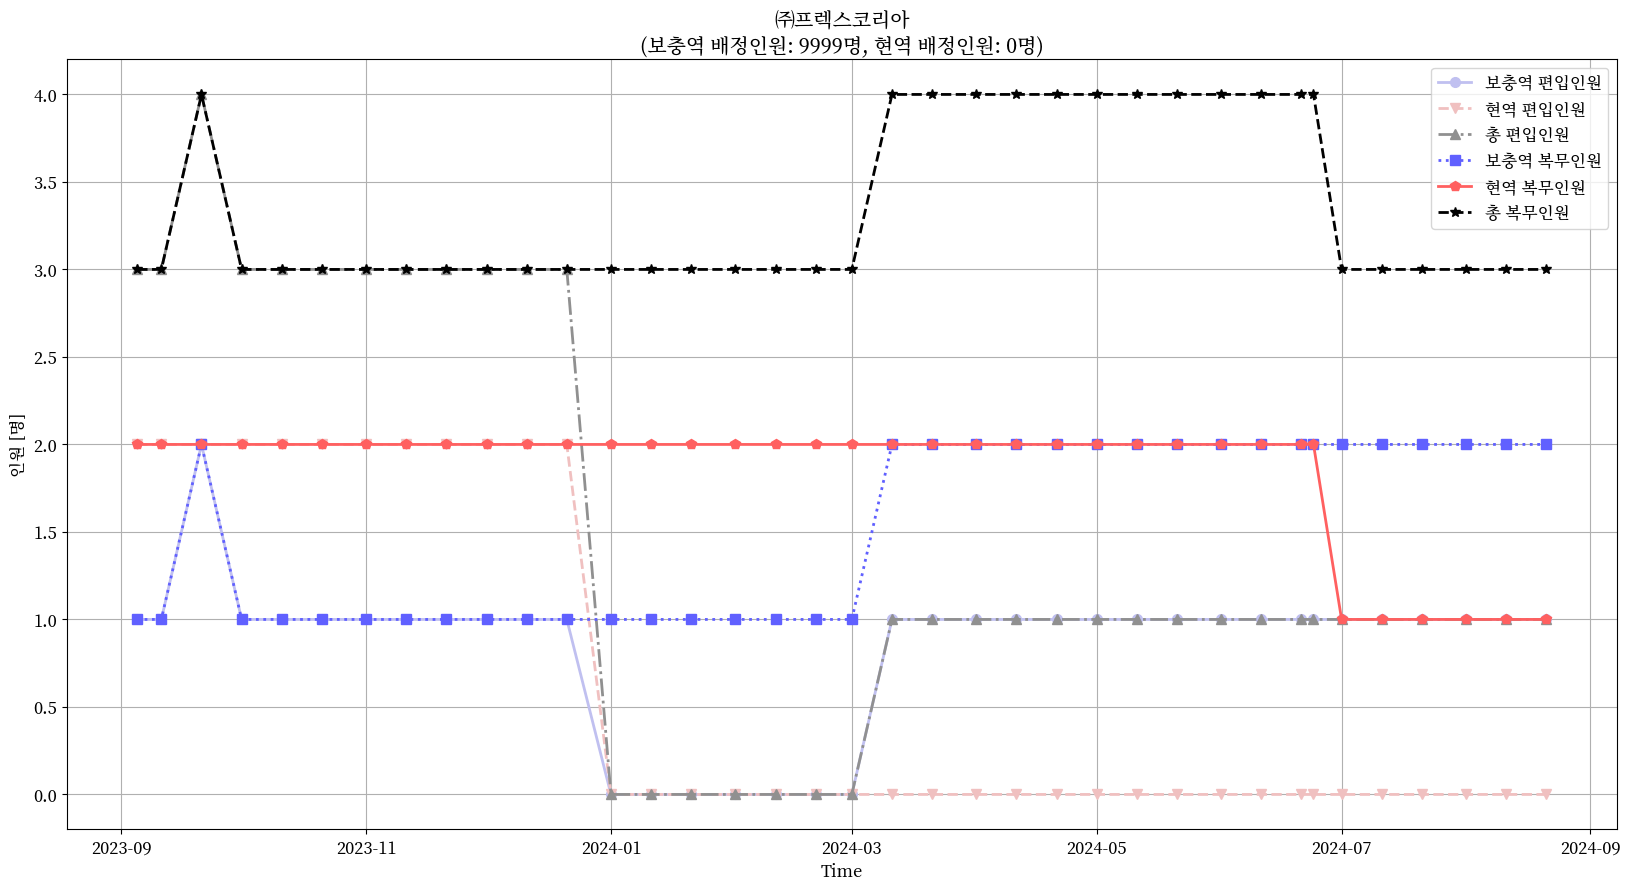 ㈜프렉스코리아
(보충역 배정인원: 9999명, 현역 배정인원: 0명)
보충역 편입인원
현역 편입인원
총 편입인원
보충역 복무인원
현역 복무인원
총 복무인원
4.0
3.5
3.0
2.5
2.0
1.5
1.0
0.5
0.0
인원 [명]
2023-09
2023-11
2024-01
2024-03
2024-05
2024-07
2024-09
Time